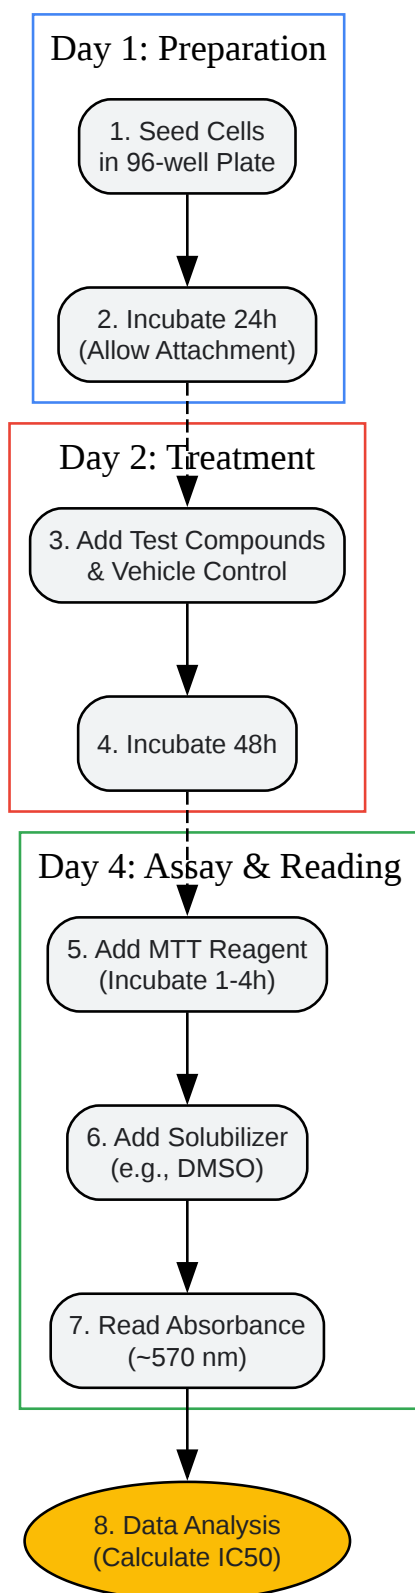 Day 1: Preparation
1. Seed Cells
in 96-well Plate
2. Incubate 24h
(Allow Attachment)
Day 2: Treatment
3. Add Test Compounds
& Vehicle Control
4. Incubate 48h
Day 4: Assay & Reading
5. Add MTT Reagent
(Incubate 1-4h)
6. Add Solubilizer
(e.g., DMSO)
7. Read Absorbance
(~570 nm)
8. Data Analysis
(Calculate IC50)